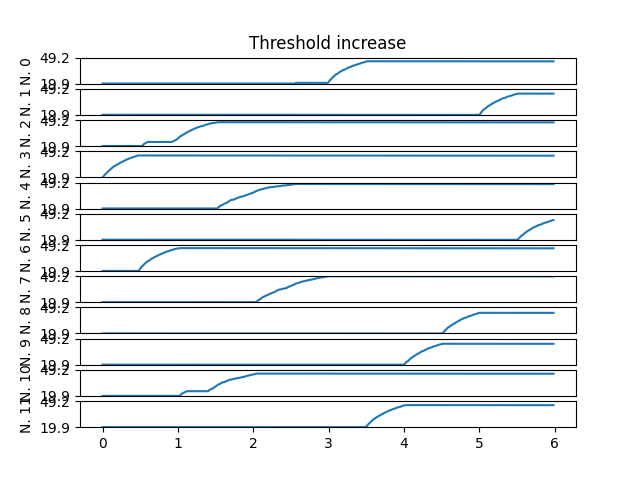 Threshold increase
49.2
19.9
N. 0
49.2
19.9
N. 1
49.2
19.9
N. 2
49.2
19.9
N. 3
49.2
19.9
N. 4
49.2
19.9
N. 5
49.2
19.9
N. 6
49.2
19.9
N. 7
49.2
19.9
N. 8
49.2
19.9
N. 9
49.2
19.9
N. 10
49.2
19.9
N. 11
0 1 2 3 4 5 6